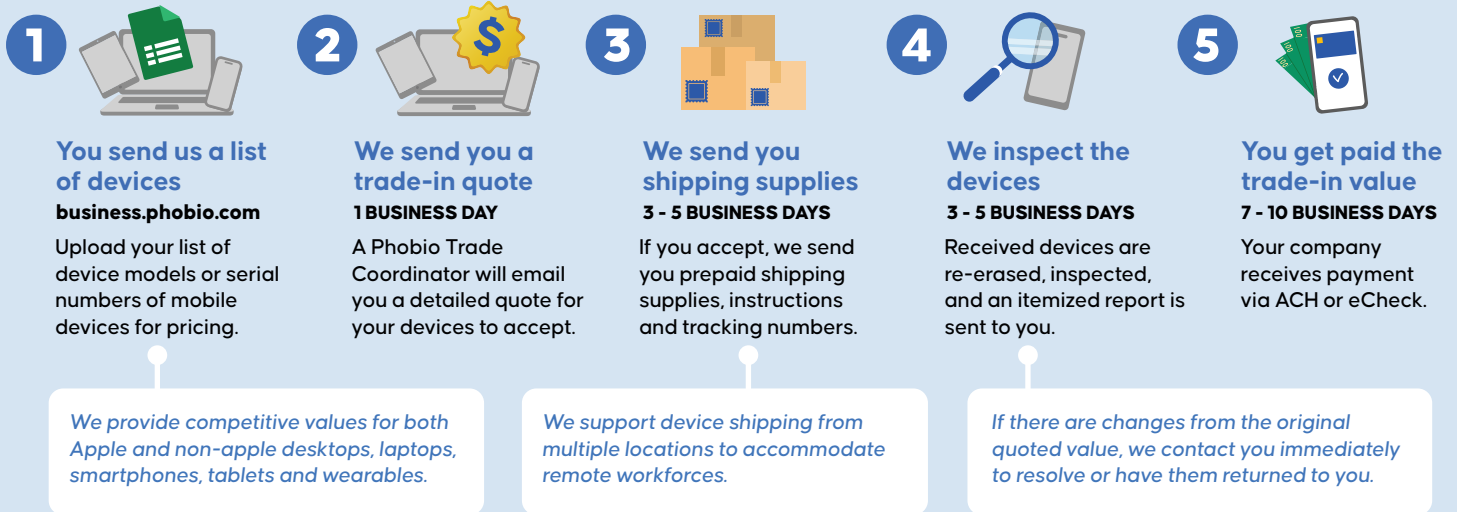 1
You send us a list
of devices
business.phobio.com
Upload your list of
device models or serial
numbers of mobile
devices for pricing.
We provide competitive values for both
Apple and non-apple desktops, laptops,
smartphones, tablets and wearables.
2
$
We send you a
trade-in quote
1 BUSINESS DAY
A Phobio Trade
Coordinator will email
you a detailed quote for
your devices to accept.
3
We send you
shipping supplies
3 - 5 BUSINESS DAYS
If you accept, we send
you prepaid shipping
supplies, instructions
and tracking numbers.
We support device shipping from
multiple locations to accommodate
remote workforces.
4
We inspect the
devices
3 - 5 BUSINESS DAYS
Received devices are
re-erased, inspected,
and an itemized report is
sent to you.
If there are changes from the original
quoted value, we contact you immediately
to resolve or have them returned to you.
5
100
100
100
You get paid the
trade-in value
7 - 10 BUSINESS DAYS
Your company
receives payment
via ACH or eCheck.